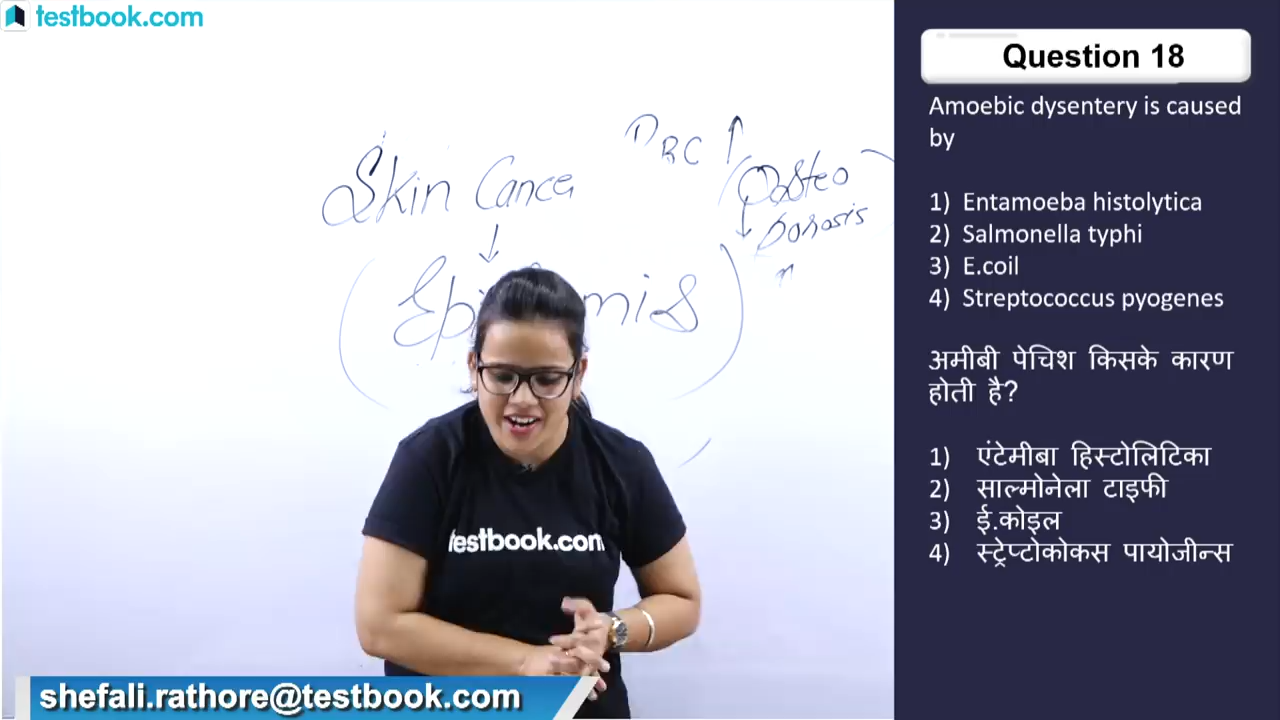 testbook.com
Skin Cancer
RBC
Osteo
porosis
testbook.com
shefali.rathore@testbook.com
Question 18
Amoebic dysentery is caused
by
1) Entamoeba histolytica
2) Salmonella typhi
3) E.coil
4) Streptococcus pyogenes
अमीबी पेचिश किसके कारण
होती है?
1) एंटेमीबा हिस्टोलिटिका
2) साल्मोनेला टाइफी
3) ई.कोइल
4) स्ट्रेप्टोकोकस पायोजीन्स